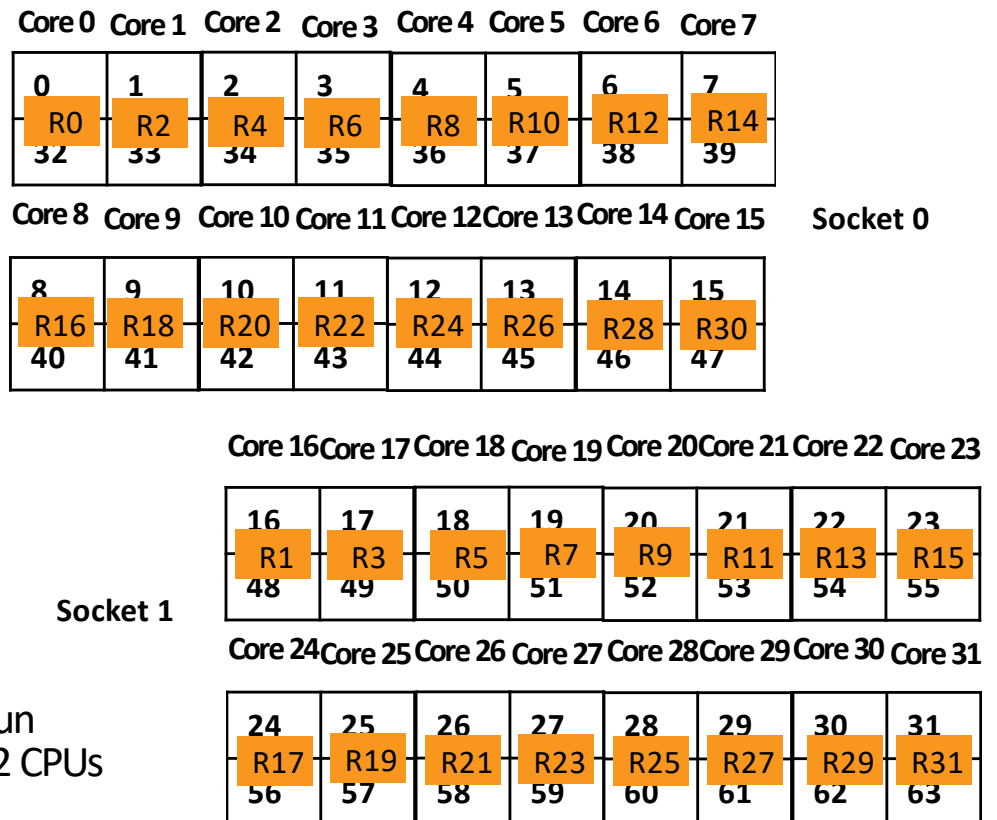 Core 0 Core 1 Core 2 Core 3 Core 4 Core 5 Core 6 Core 7
0 1 2 3 4 5 6 7
R0 R2 R4 R6 R8 R10 R12 R14
32 33 34 35 36 37 38 39
Core 8 Core 9 Core 10 Core 11 Core 12 Core 13 Core 14 Core 15 Socket 0
8 9 10 11 12 13 14 15
R16 R18 R20 R22 R24 R26 R28 R30
40 41 42 43 44 45 46 47
Core 16 Core 17 Core 18 Core 19 Core 20 Core 21 Core 22 Core 23
16 17 18 19 20 21 22 23
R1 R3 R5 R7 R9 R11 R13 R15
48 49 50 51 52 53 54 55
Socket 1
Core 24 Core 25 Core 26 Core 27 Core 28 Core 29 Core 30 Core 31
24 25 26 27 28 29 30 31
un
2 CPUs
R17 R19 R21 R23 R25 R27 R29 R31
56 57 58 59 60 61 62 63